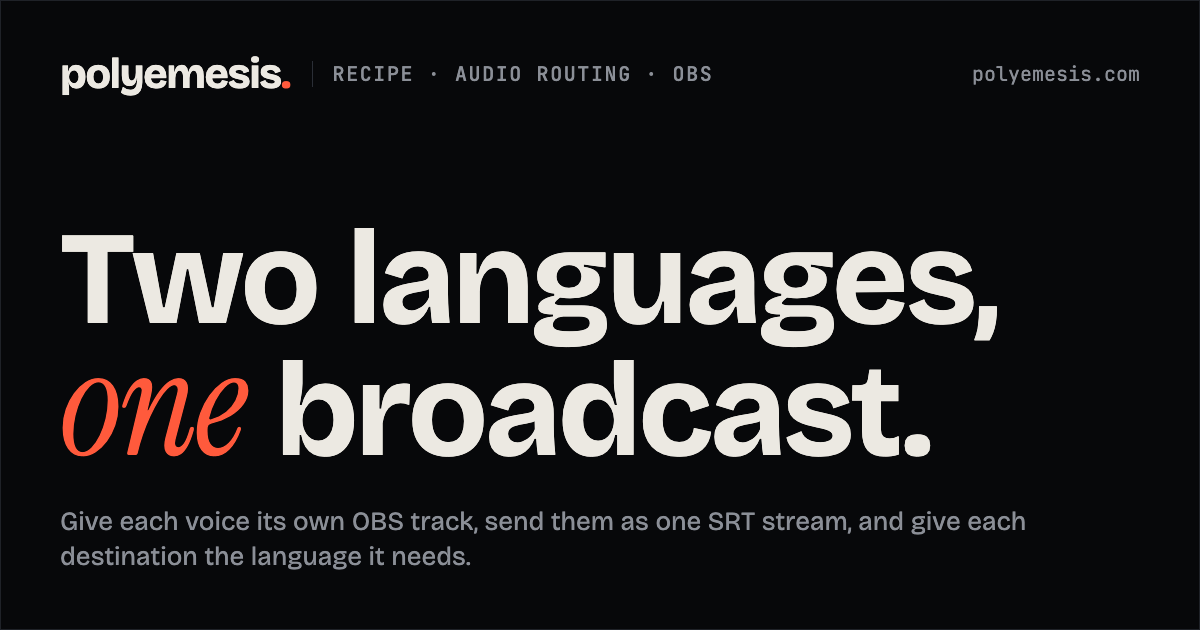 polyemesis. RECIPE · AUDIO ROUTING · OBS polyemesis.com
Two languages,
one broadcast.
Give each voice its own OBS track, send them as one SRT stream, and give each
destination the language it needs.